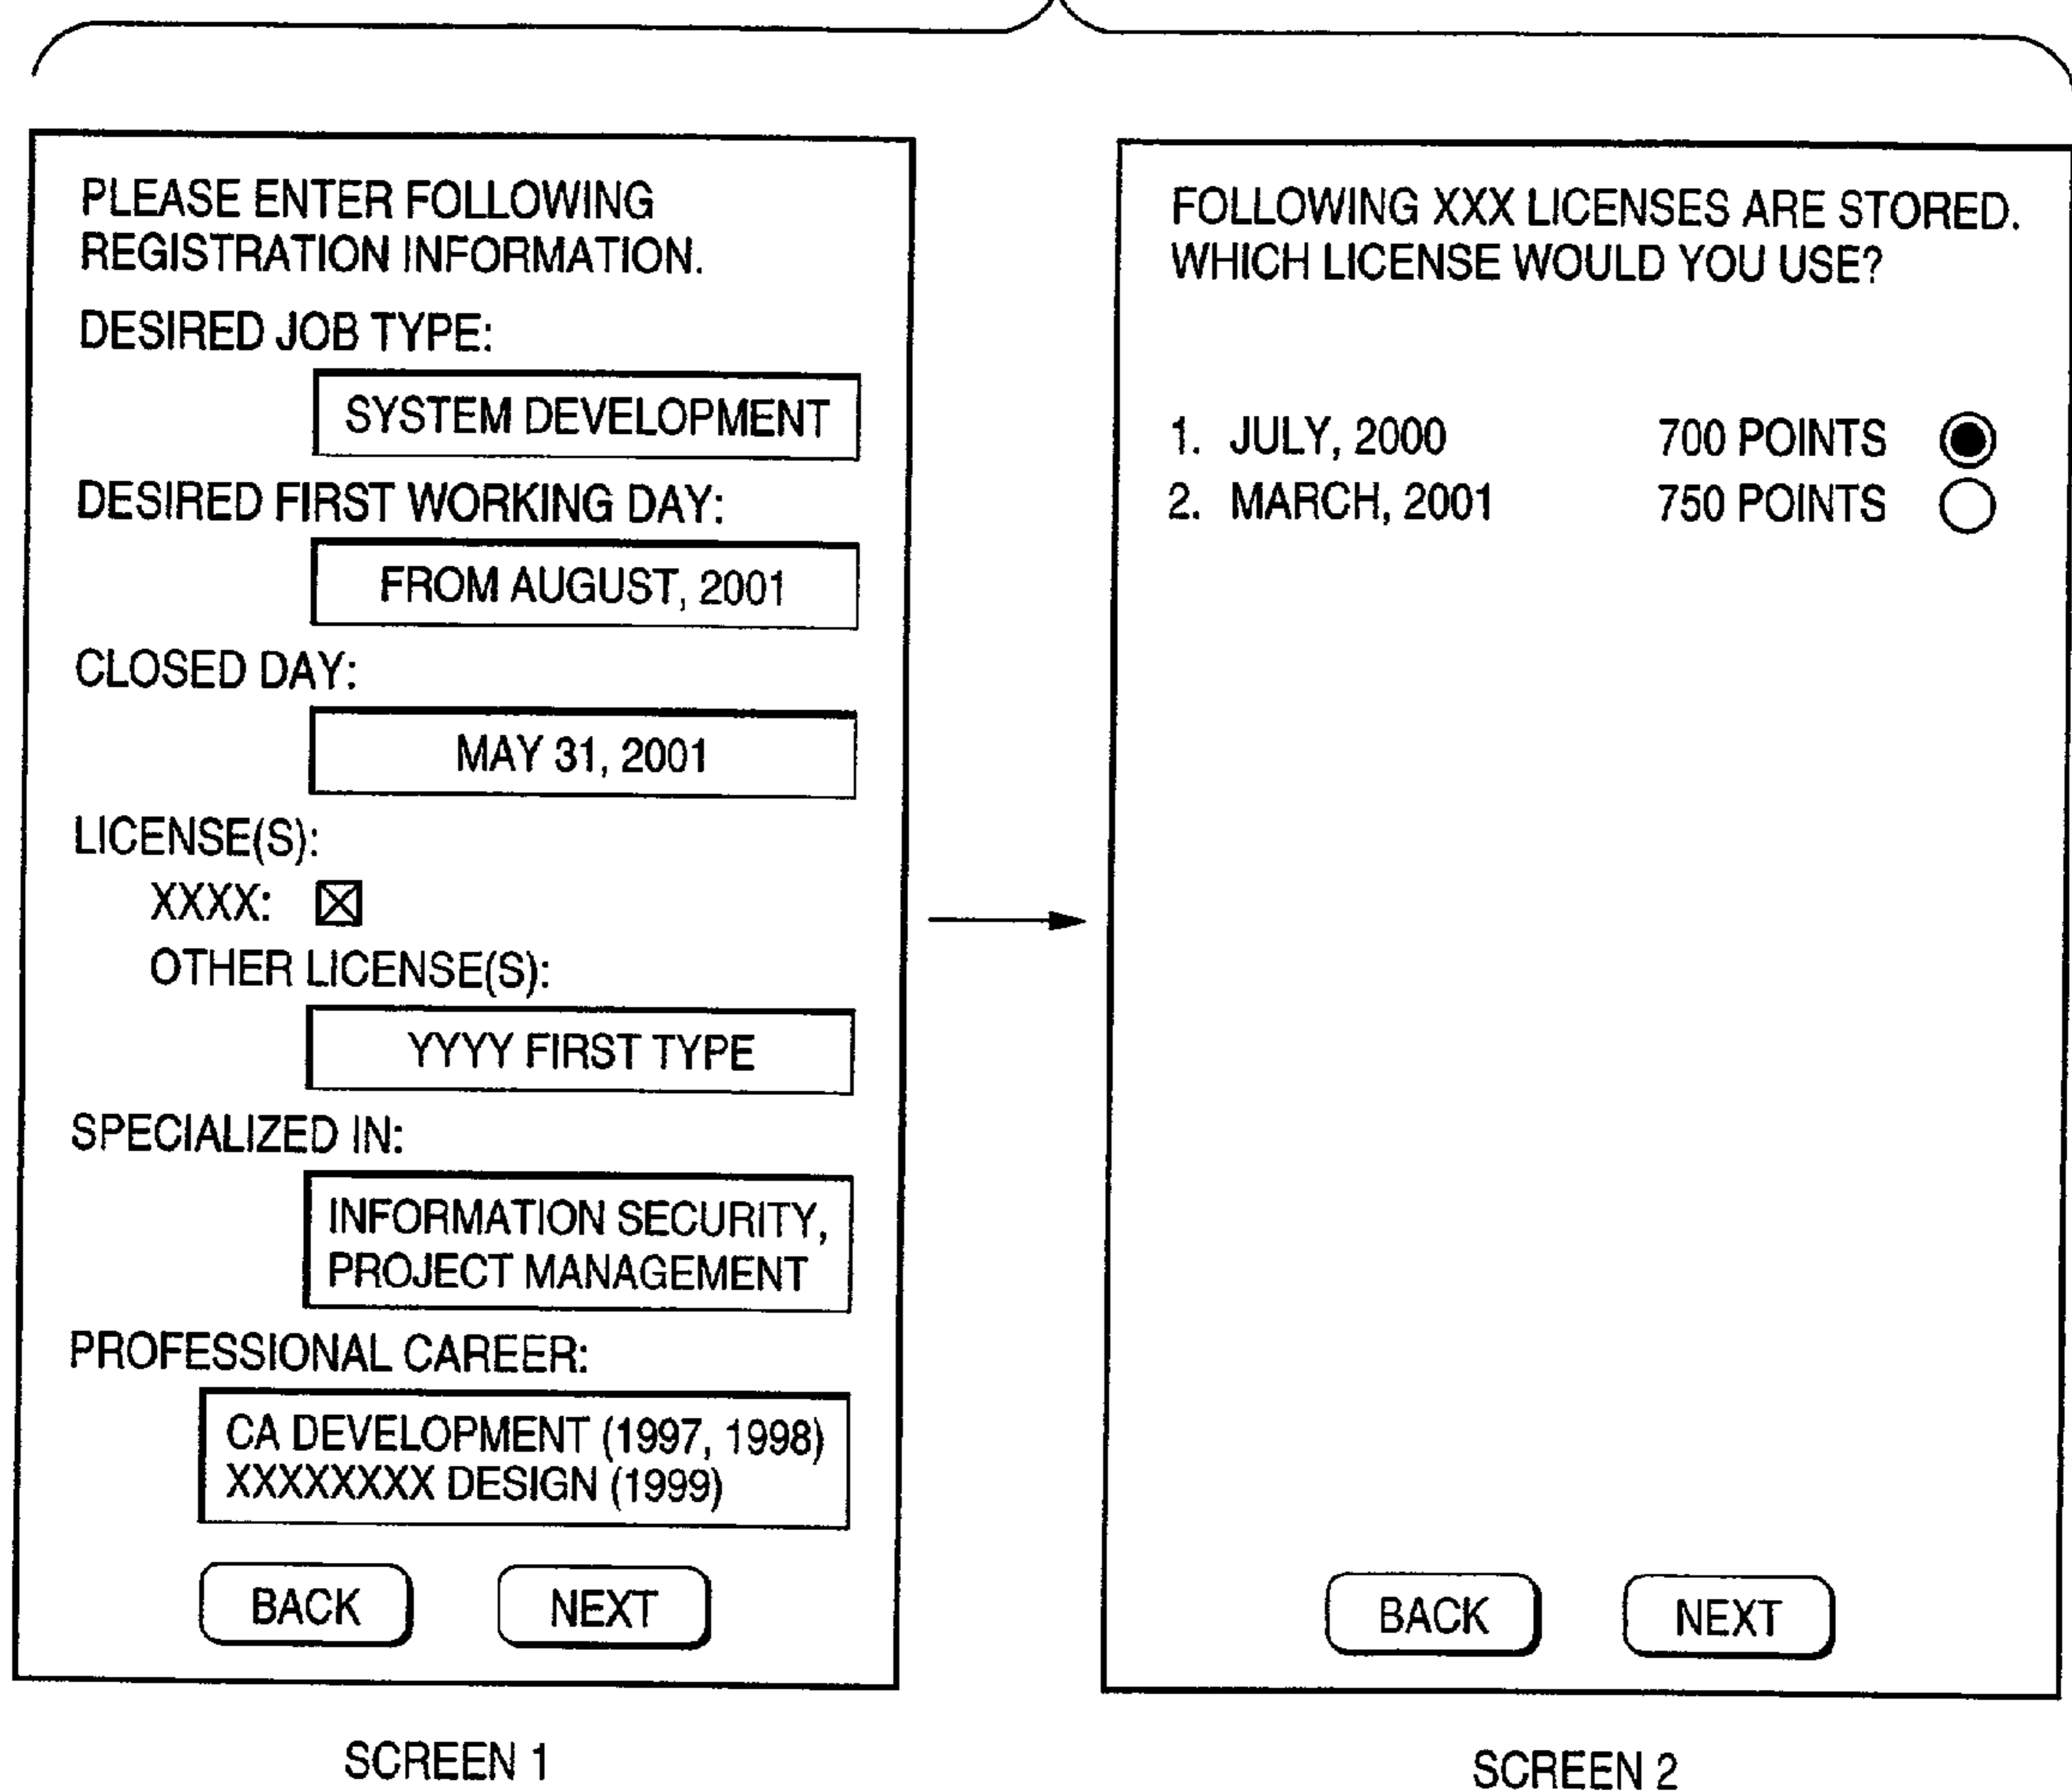 PLEASE ENTER FOLLOWING
REGISTRATION INFORMATION.
DESIRED JOB TYPE:
SYSTEM DEVELOPMENT
DESIRED FIRST WORKING DAY:
FROM AUGUST, 2001
CLOSED DAY:
MAY 31, 2001
LICENSE(S):
XXXX:
OTHER LICENSE(S):
YYYY FIRST TYPE
SPECIALIZED IN:
INFORMATION SECURITY,
PROJECT MANAGEMENT
PROFESSIONAL CAREER:
CA DEVELOPMENT (1997, 1998)
XXXXXXXX DESIGN (1999)
BACK NEXT
SCREEN 1
FOLLOWING XXX LICENSES ARE STORED.
WHICH LICENSE WOULD YOU USE?
1. JULY, 2000 700 POINTS
2. MARCH, 2001 750 POINTS
BACK NEXT
SCREEN 2